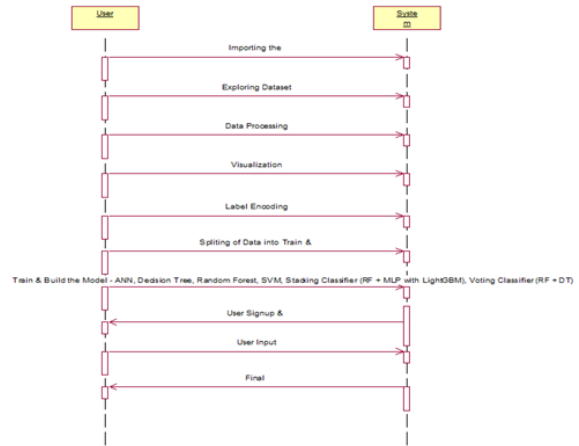 User
Syste
m
Importing the
Exploring Dataset
Data Processing
Visualization
Label Encoding
Spliting of Data into Train &
Train & Build the Model - ANN, Decision Tree, Random Forest, SVM, Stacking Classifier (RF + MLP with LightGBM), Voting Classifier (RF + DT)
User Signup &
User Input
Final